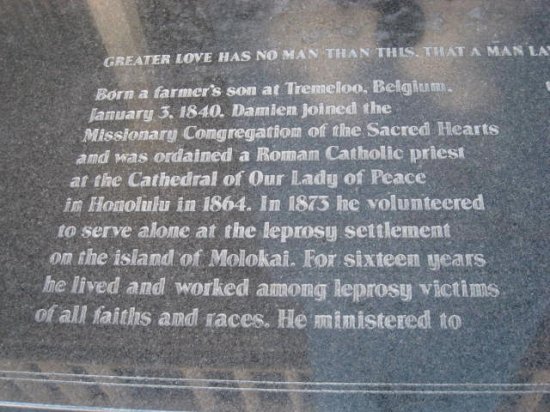 GREATER LOVE HAS NO MAN THAN THIS, THAT A MAN LAY
Born a farmer's son at Tremeloo, Belgium,
January 3, 1840, Damien joined the
Missionary Congregation of the Sacred Hearts
and was ordained a Roman Catholic priest
at the Cathedral of Our Lady of Peace
in Honolulu in 1864. In 1873 he volunteered
to serve alone at the leprosy settlement
on the island of Molokai. For sixteen years
he lived and worked among leprosy victims
of all faiths and races. He ministered to